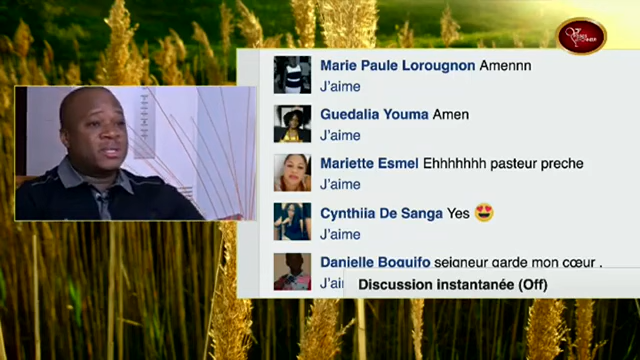 Marie Paule Lorougnon Amennn
J'aime
Guedalia Youma Amen
J'aime
Mariette Esmel Ehhhhhhh pasteur preche
J'aime
Cynthiia De Sanga Yes 😍
J'aime
Danielle Boguifo seigneur garde mon cœur .
J'ai
Discussion instantanée (Off)